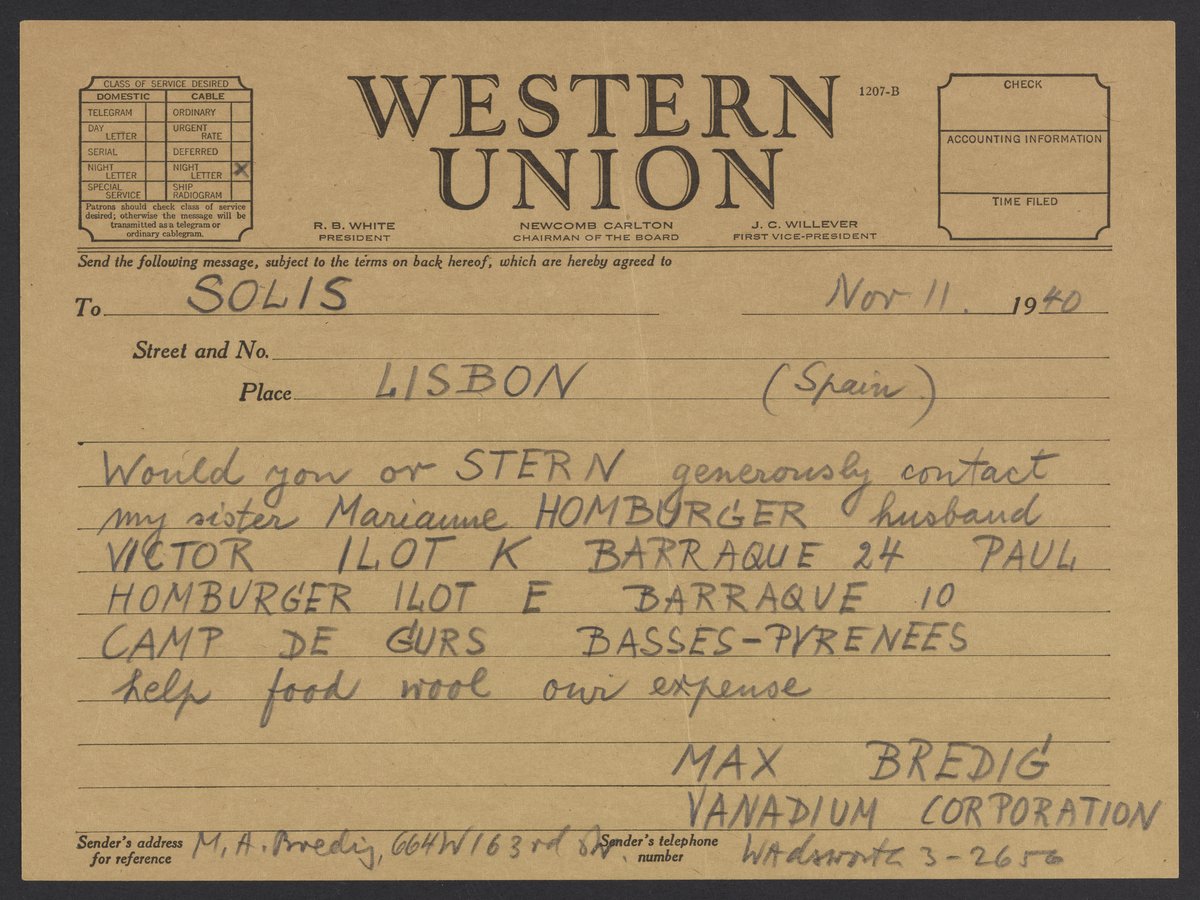 CLASS OF SERVICE DESIRED
DOMESTIC CABLE
TELEGRAM ORDINARY
DAY LETTER URGENT RATE
SERIAL DEFERRED
NIGHT LETTER NIGHT LETTER X
SPECIAL SERVICE SHIP RADIOGRAM
Patrons should check class of service
desired; otherwise the message will be
transmitted as a telegram or
ordinary cablegram.
WESTERN
UNION
1207-B
R. B. WHITE
PRESIDENT
NEWCOMB CARLTON
CHAIRMAN OF THE BOARD
J. C. WILLEVER
FIRST VICE-PRESIDENT
CHECK
ACCOUNTING INFORMATION
TIME FILED
Send the following message, subject to the terms on back hereof, which are hereby agreed to
To SOLIS Nov 11. 1940
Street and No.
Place LISBON (Spain)
Would you or STERN generously contact
my sister Marianne HOMBURGER husband
VICTOR ILOT K BARRAQUE 24 PAUL
HOMBURGER ILOT E BARRAQUE 10
CAMP DE GURS BASSES-PYRENEES
help food wool our expense
MAX BREDIG
VANADIUM CORPORATION
Sender's address for reference M. A. Bredig, 664W163rd St. Sender's telephone number Wadsworth 3-2656